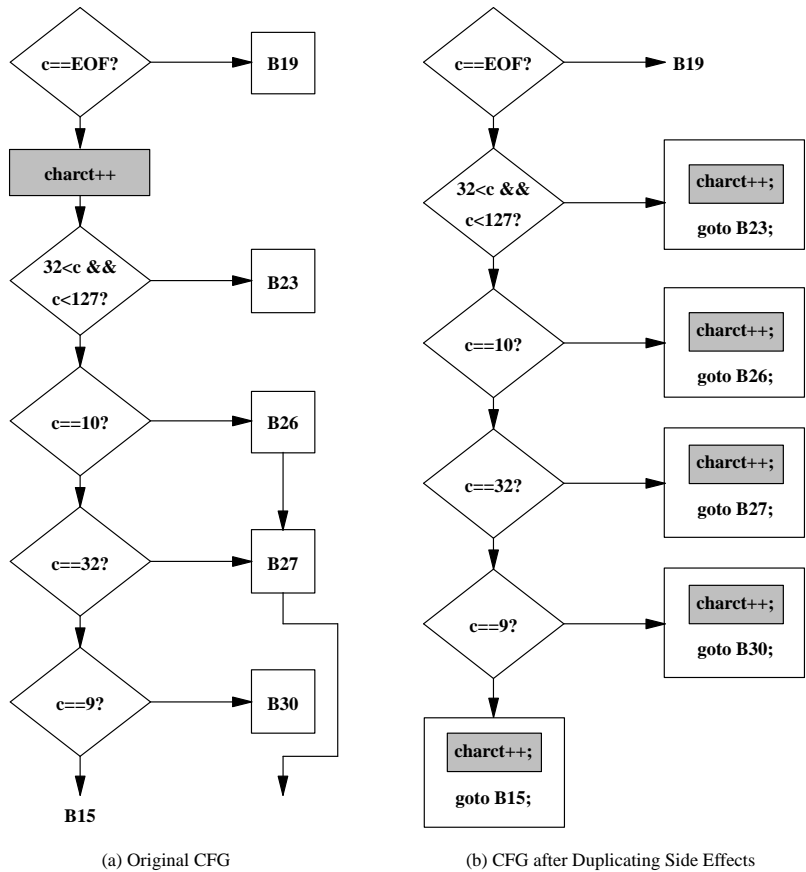 c==EOF?
B19
charct++
32<c &&
c<127?
B23
c==10?
B26
c==32?
B27
c==9?
B30
B15
(a) Original CFG
c==EOF?
B19
32<c &&
c<127?
charct++;
goto B23;
c==10?
charct++;
goto B26;
c==32?
charct++;
goto B27;
c==9?
charct++;
goto B30;
charct++;
goto B15;
(b) CFG after Duplicating Side Effects